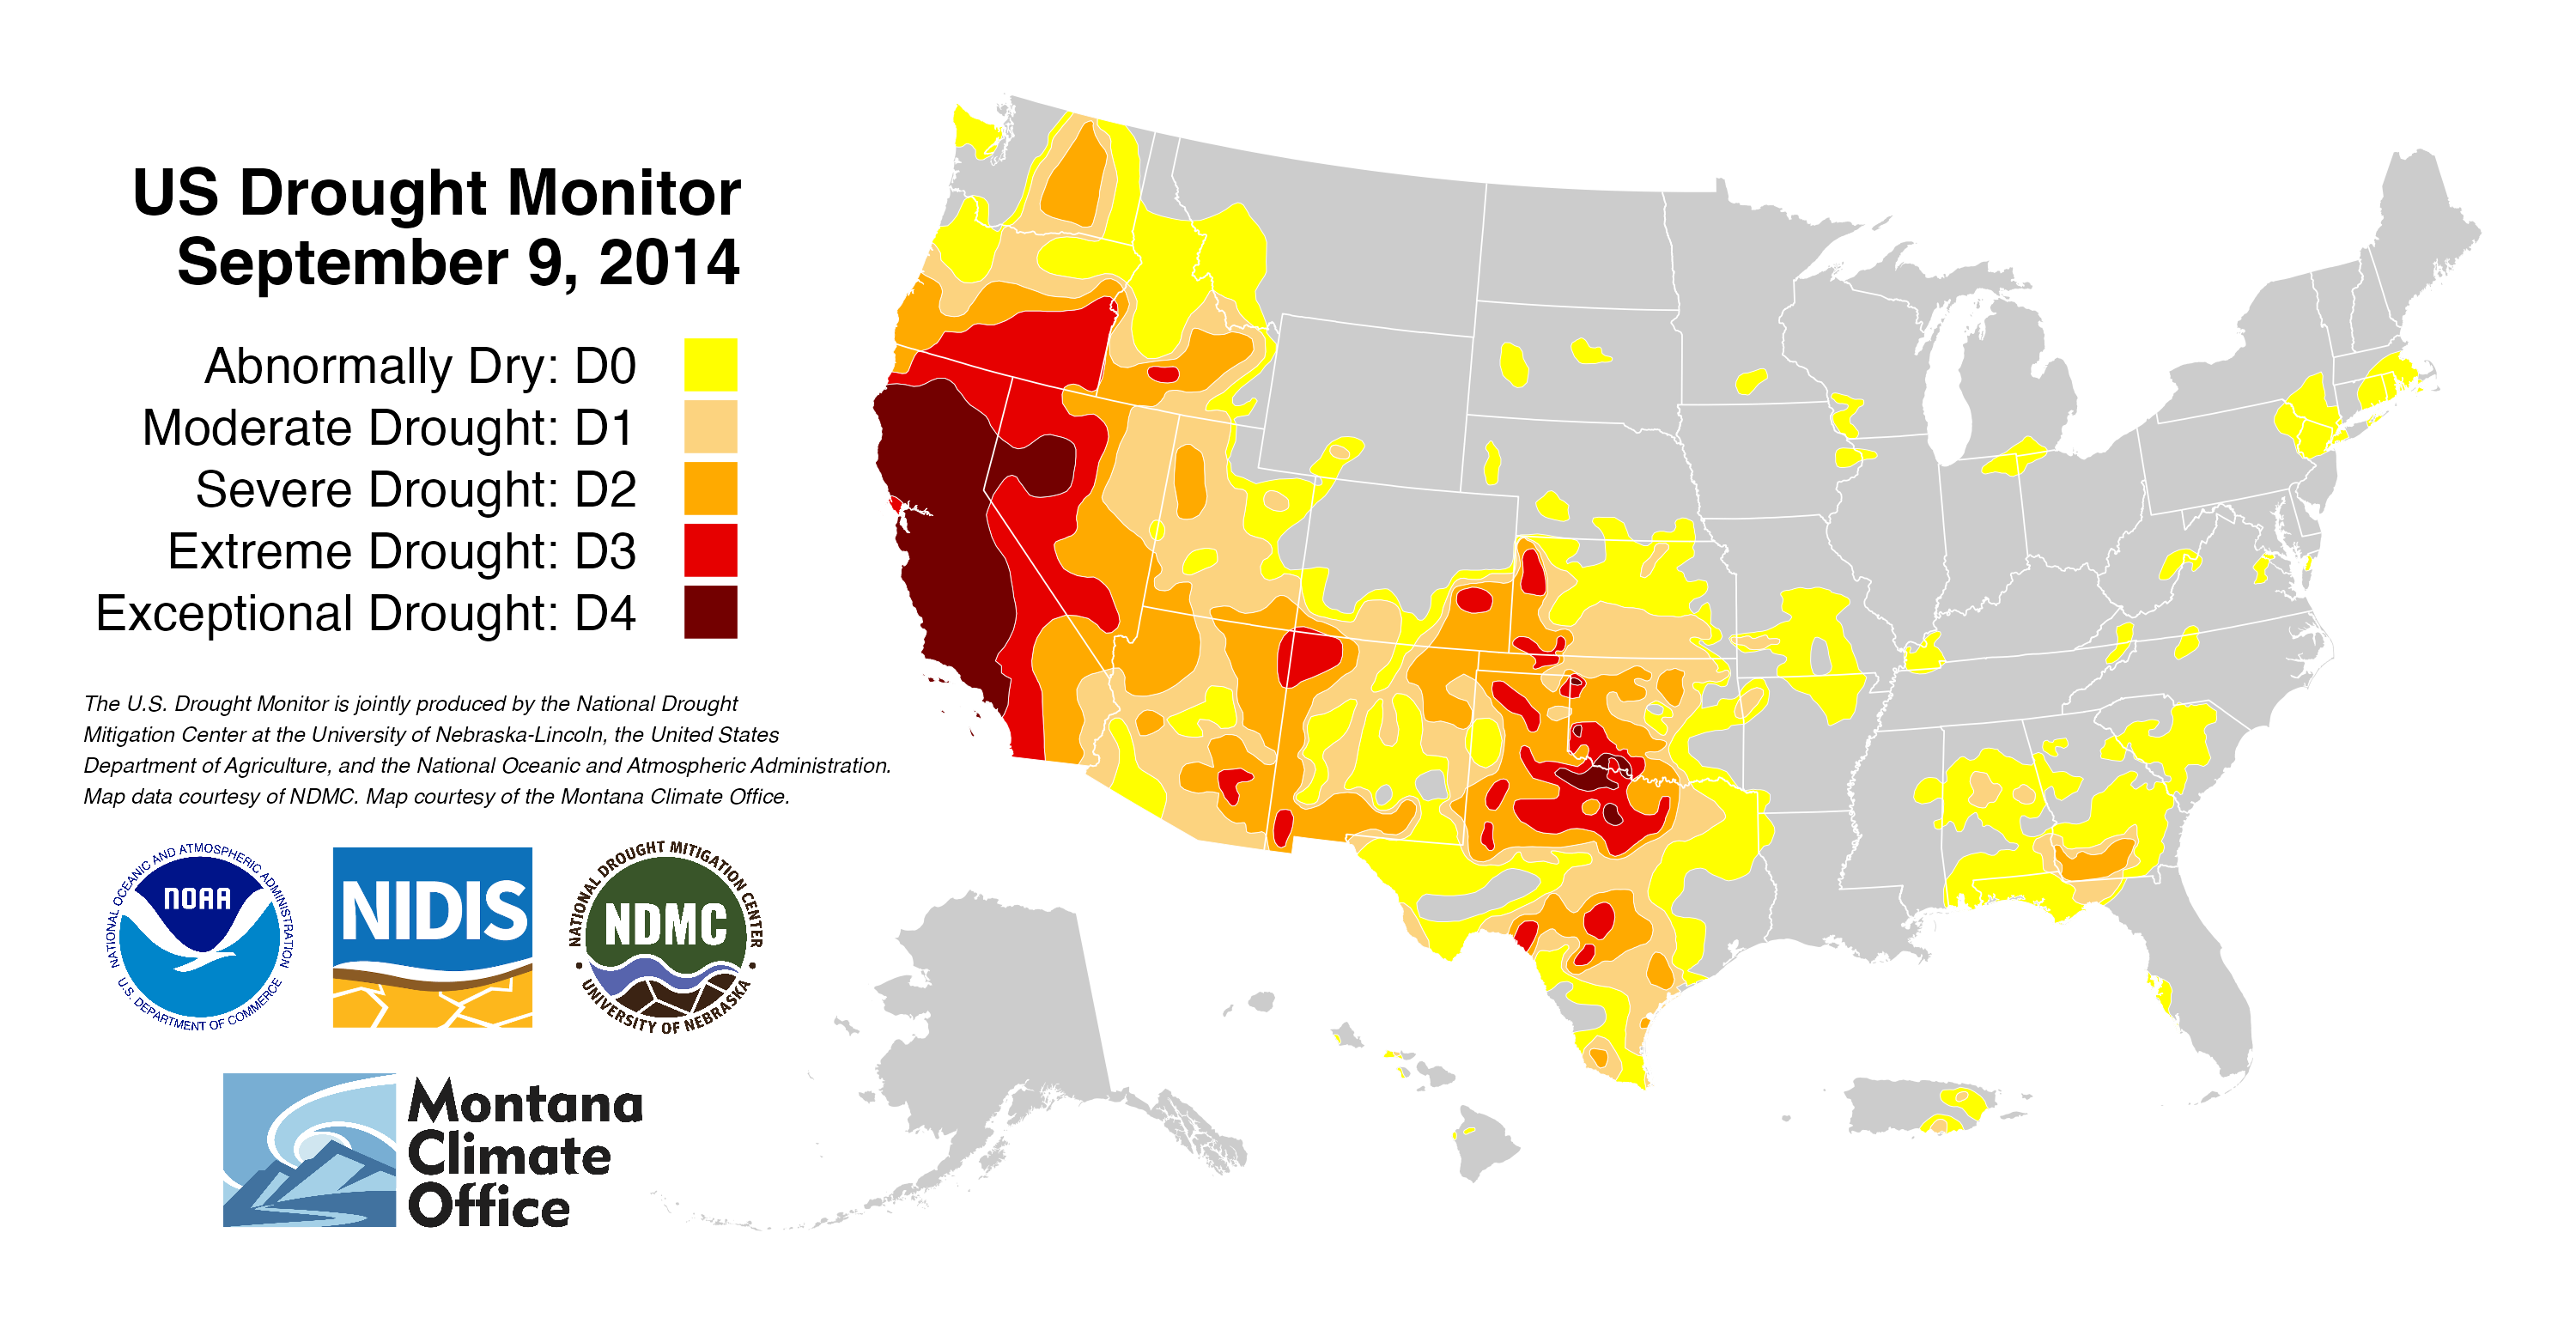 US Drought Monitor
September 9, 2014
Abnormally Dry: D0
Moderate Drought: D1
Severe Drought: D2
Extreme Drought: D3
Exceptional Drought: D4
The U.S. Drought Monitor is jointly produced by the National Drought
Mitigation Center at the University of Nebraska-Lincoln, the United States
Department of Agriculture, and the National Oceanic and Atmospheric Administration.
Map data courtesy of NDMC. Map courtesy of the Montana Climate Office.
NATIONAL OCEANIC AND ATMOSPHERIC ADMINISTRATION
NOAA
U.S. DEPARTMENT OF COMMERCE
NIDIS
NATIONAL DROUGHT MITIGATION CENTER
NDMC
UNIVERSITY OF NEBRASKA
Montana
Climate
Office